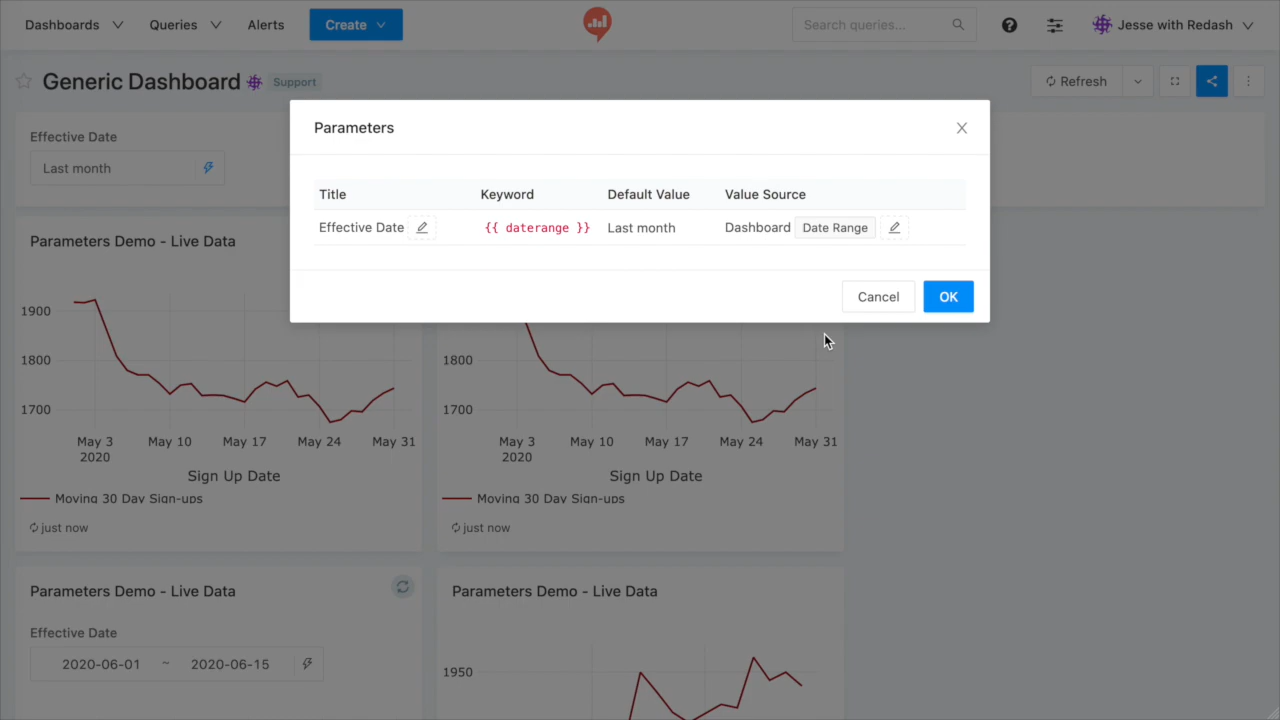 Dashboards Queries Alerts Create Search queries... Jesse with Redash
Generic Dashboard Support Refresh
Parameters
Effective Date
Last month
Title Keyword Default Value Value Source
Effective Date {{ daterange }} Last month Dashboard Date Range
Cancel OK
Parameters Demo - Live Data
1900
1800
1700
May 3 May 10 May 17 May 24 May 31
2020
Sign Up Date
Moving 30 Day Sign-ups
just now
1800
1700
May 3 May 10 May 17 May 24 May 31
2020
Sign Up Date
Moving 30 Day Sign-ups
just now
Parameters Demo - Live Data
Effective Date
2020-06-01 ~ 2020-06-15
Parameters Demo - Live Data
1950